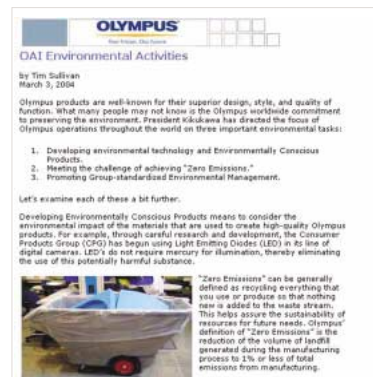 OLYMPUS
Your Vision, Our Future
OAI Environmental Activities
by Tim Sullivan
March 3, 2004
Olympus products are well-known for their superior design, style, and quality of
function. What many people may not know is the Olympus worldwide commitment
to preserving the environment. President Kikukawa has directed the focus of
Olympus operations throughout the world on three important environmental tasks:
1. Developing environmental technology and Environmentally Conscious
Products.
2. Meeting the challenge of achieving "Zero Emissions."
3. Promoting Group-standardized Environmental Management.
Let's examine each of these a bit further.
Developing Environmentally Conscious Products means to consider the
environmental impact of the materials that are used to create high-quality Olympus
products. For example, through careful research and development, the Consumer
Products Group (CPG) has begun using Light Emitting Diodes (LED) in its line of
digital cameras. LED's do not require mercury for illumination, thereby eliminating
the use of this potentially harmful substance.
"Zero Emissions" can be generally
defined as recycling everything that
you use or produce so that nothing
new is added to the waste stream.
This helps assure the sustainability of
resources for future needs. Olympus'
definition of "Zero Emissions" is the
reduction of the volume of landfill
generated during the manufacturing
process to 1% or less of total
emissions from manufacturing.